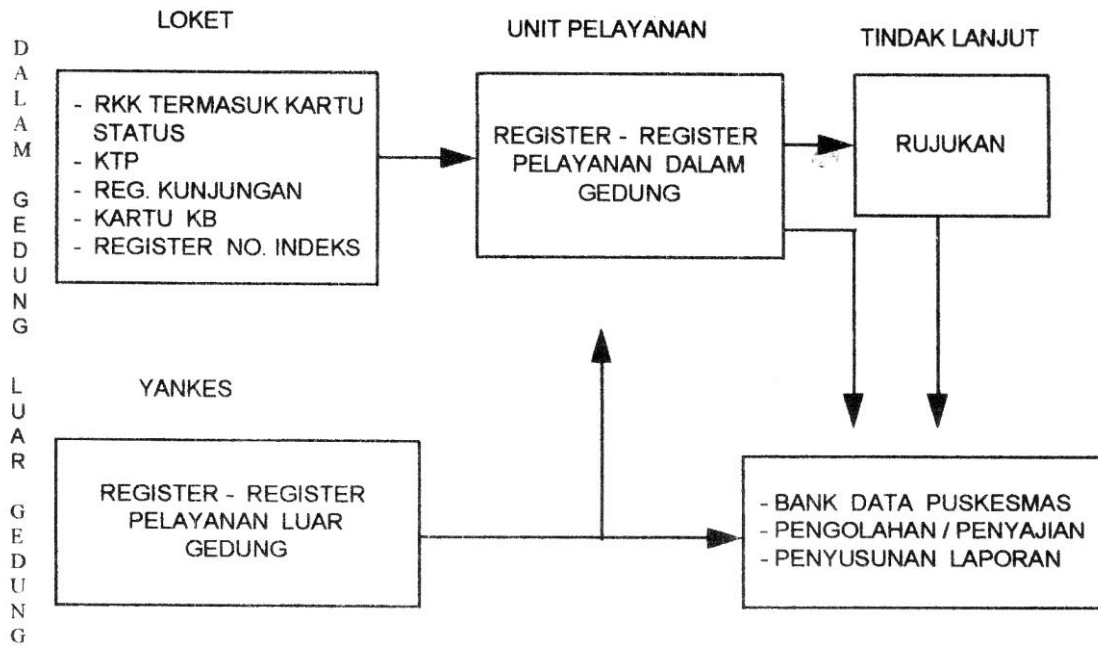 LOKET
UNIT PELAYANAN
TINDAK LANJUT
DALAM GEDUNG
- RKK TERMASUK KARTU
STATUS
- KTP
- REG. KUNJUNGAN
- KARTU KB
- REGISTER NO. INDEKS
REGISTER - REGISTER
PELAYANAN DALAM
GEDUNG
RUJUKAN
LUAR GEDUNG
YANKES
REGISTER - REGISTER
PELAYANAN LUAR
GEDUNG
- BANK DATA PUSKESMAS
- PENGOLAHAN / PENYAJIAN
- PENYUSUNAN LAPORAN